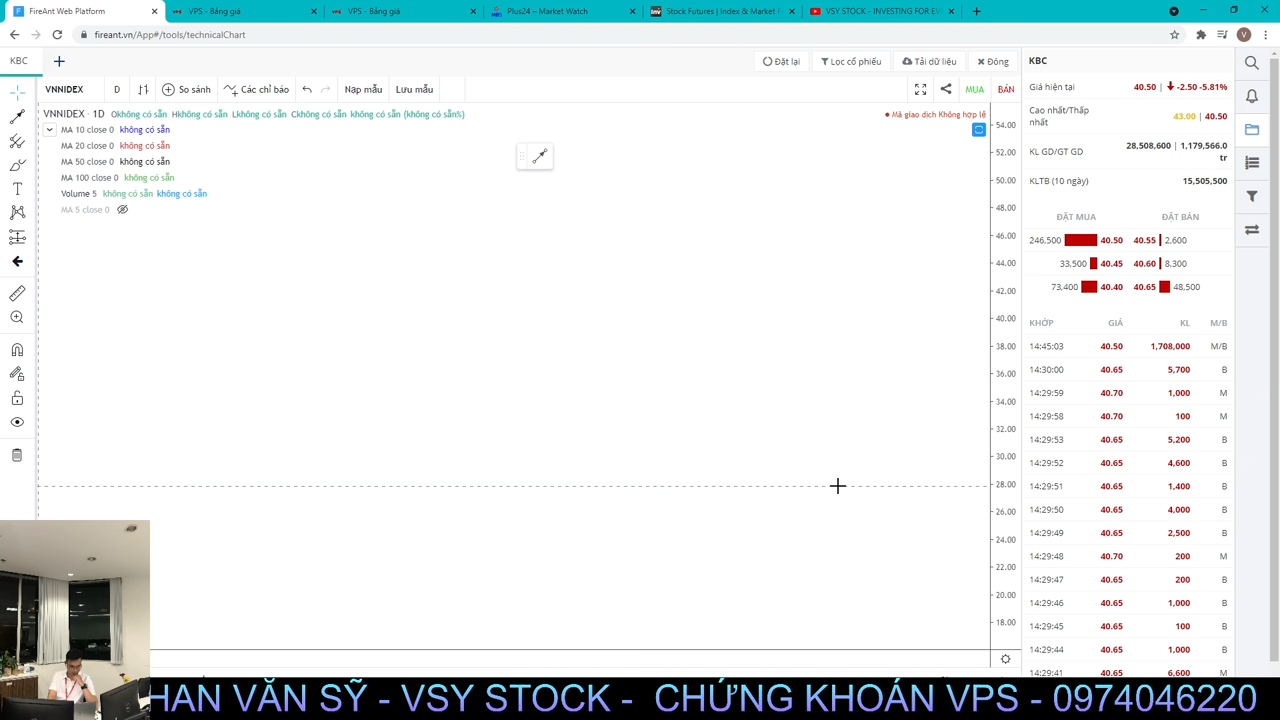 FireAnt Web Platform
VPS - Bảng giá
VPS - Bảng giá
Plus24 – Market Watch
Stock Futures | Index & Market F
VSY STOCK - INVESTING FOR EV
fireant.vn/App#/tools/technicalChart
V
KBC
Đặt lại
Lọc cổ phiếu
Tải dữ liệu
Đóng
VNNIDEX
D
So sánh
Các chỉ báo
Nạp mẫu
Lưu mẫu
MUA
BÁN
VNNIDEX · 1D Okhông có sẵn Hkhông có sẵn Lkhông có sẵn Ckhông có sẵn không có sẵn (không có sẵn%)
Mã giao dịch Không hợp lệ
MA 10 close 0 không có sẵn
MA 20 close 0 không có sẵn
MA 50 close 0 không có sẵn
MA 100 close 0 không có sẵn
Volume 5 không có sẵn không có sẵn
MA 5 close 0
54.00
52.00
50.00
48.00
46.00
44.00
42.00
40.00
38.00
36.00
34.00
32.00
30.00
28.00
26.00
24.00
22.00
20.00
18.00
KBC
Giá hiện tại 40.50 | -2.50 -5.81%
Cao nhất/Thấp nhất 43.00 | 40.50
KL GD/GT GD 28,508,600 | 1,179,566.0 tr
KLTB (10 ngày) 15,505,500
ĐẶT MUA ĐẶT BÁN
246,500 40.50 40.55 2,600
33,500 40.45 40.60 8,300
73,400 40.40 40.65 48,500
KHỚP GIÁ KL M/B
14:45:03 40.50 1,708,000 M/B
14:30:00 40.65 5,700 B
14:29:59 40.70 1,000 M
14:29:58 40.70 100 M
14:29:53 40.65 5,200 B
14:29:52 40.65 4,600 B
14:29:51 40.65 1,400 B
14:29:50 40.65 4,000 B
14:29:49 40.65 2,500 B
14:29:48 40.70 200 M
14:29:47 40.65 200 B
14:29:46 40.65 1,000 B
14:29:45 40.65 100 B
14:29:44 40.65 1,000 B
14:29:41 40.65 6,600 M
HAN VĂN SỸ - VSY STOCK - CHỨNG KHOÁN VPS - 0974046220